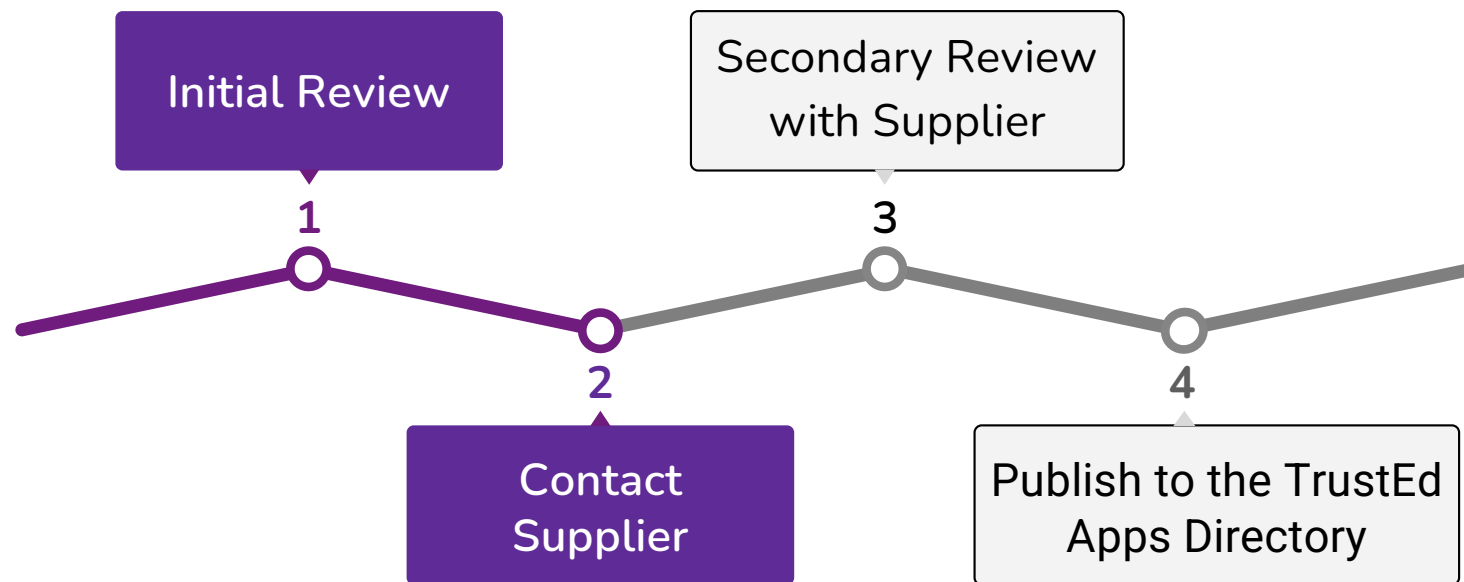 Initial Review
1
Contact
Supplier
2
Secondary Review
with Supplier
3
Publish to the TrustEd
Apps Directory
4